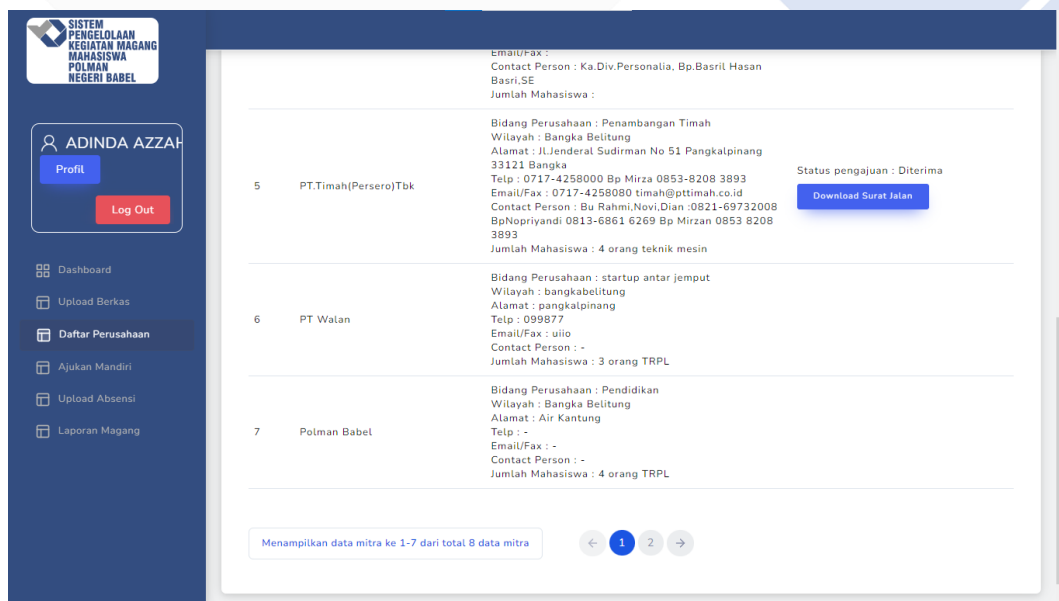 SISTEM
PENGELOLAAN
KEGIATAN MAGANG
MAHASISWA
POLMAN
NEGERI BABEL
ADINDA AZZAH
Profil
Log Out
Dashboard
Upload Berkas
Daftar Perusahaan
Ajukan Mandiri
Upload Absensi
Laporan Magang
Email/Fax :
Contact Person : Ka.Div.Personalia, Bp.Basril Hasan
Basri,SE
Jumlah Mahasiswa :
5
PT.Timah(Persero)Tbk
Bidang Perusahaan : Penambangan Timah
Wilayah : Bangka Belitung
Alamat : Jl.Jenderal Sudirman No 51 Pangkalpinang
33121 Bangka
Telp : 0717-4258000 Bp Mirza 0853-8208 3893
Email/Fax : 0717-4258080 timah@pttimah.co.id
Contact Person : Bu Rahmi,Novi,Dian :0821-69732008
BpNopriyandi 0813-6861 6269 Bp Mirzan 0853 8208
3893
Jumlah Mahasiswa : 4 orang teknik mesin
Status pengajuan : Diterima
Download Surat Jalan
6
PT Walan
Bidang Perusahaan : startup antar jemput
Wilayah : bangkabelitung
Alamat : pangkalpinang
Telp : 099877
Email/Fax : uiio
Contact Person : -
Jumlah Mahasiswa : 3 orang TRPL
7
Polman Babel
Bidang Perusahaan : Pendidikan
Wilayah : Bangka Belitung
Alamat : Air Kantung
Telp : -
Email/Fax : -
Contact Person : -
Jumlah Mahasiswa : 4 orang TRPL
Menampilkan data mitra ke 1-7 dari total 8 data mitra
← 1 2 →